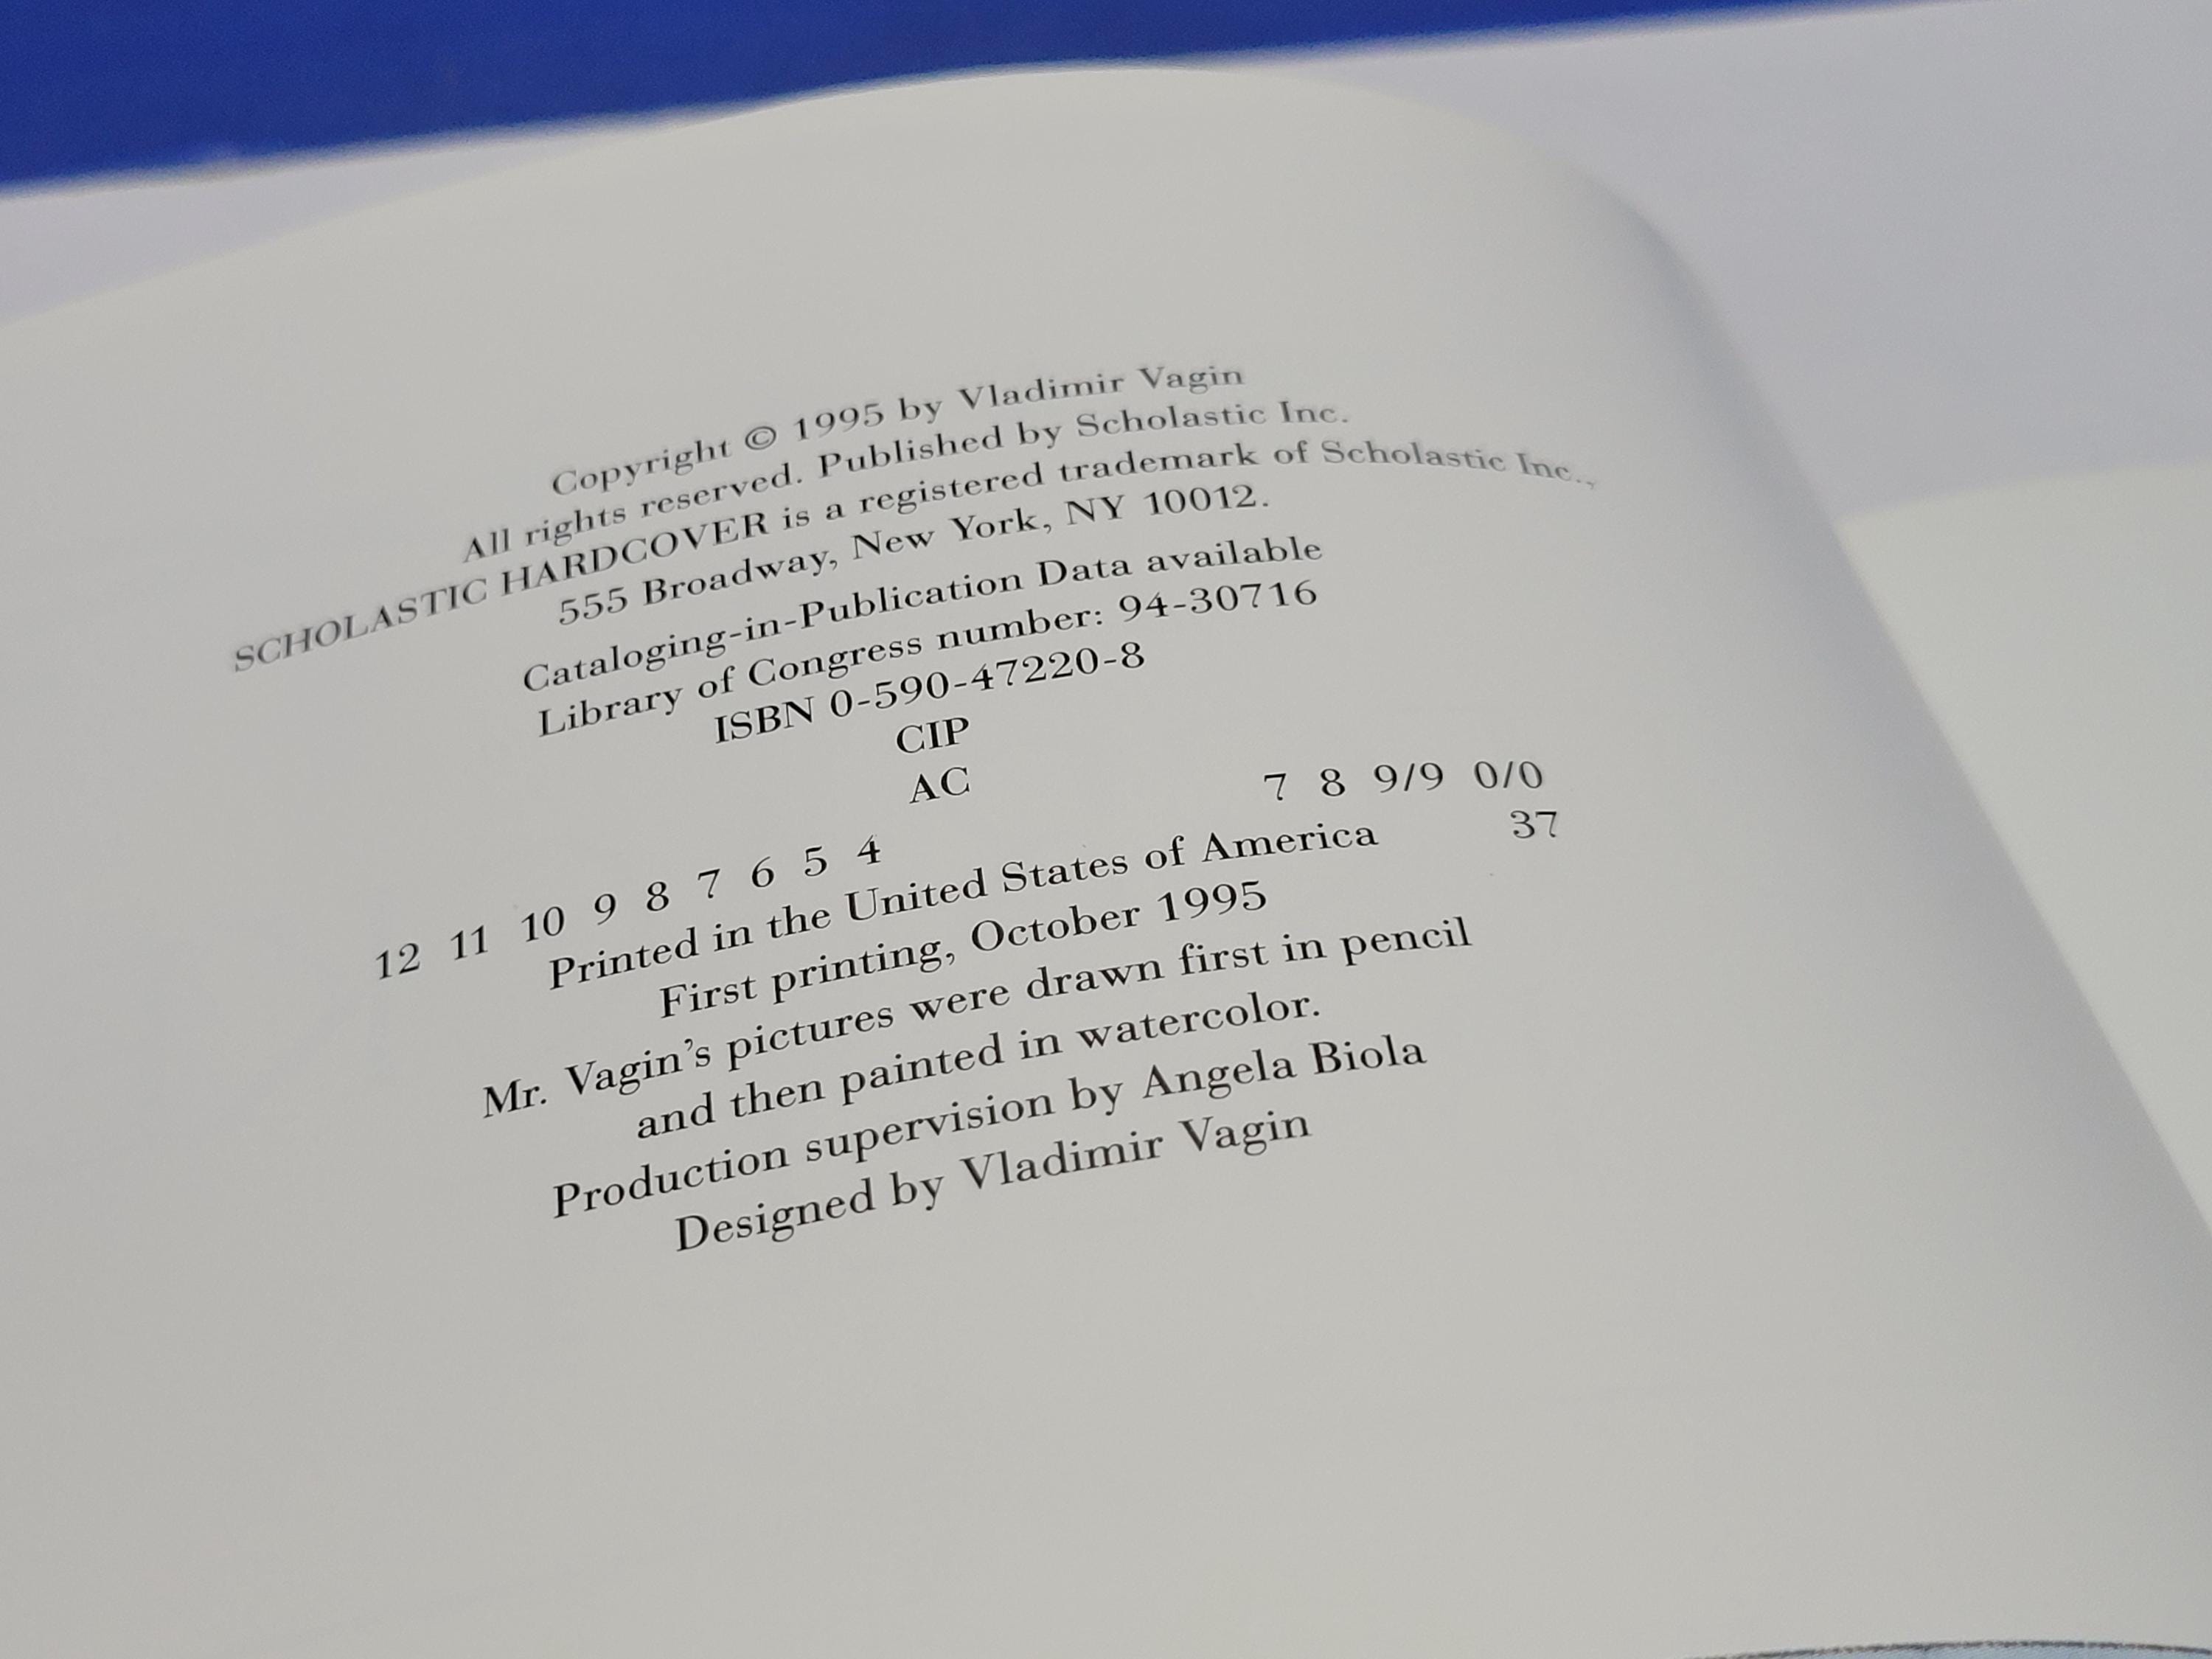 Copyright © 1995 by Vladimir Vagin
All rights reserved. Published by Scholastic Inc.
SCHOLASTIC HARDCOVER is a registered trademark of Scholastic Inc.,
555 Broadway, New York, NY 10012.
Cataloging-in-Publication Data available
Library of Congress number: 94-30716
ISBN 0-590-47220-8
CIP
AC
12 11 10 9 8 7 6 5 4 7 8 9/9 0/0
Printed in the United States of America 37
First printing, October 1995
Mr. Vagin's pictures were drawn first in pencil
and then painted in watercolor.
Production supervision by Angela Biola
Designed by Vladimir Vagin